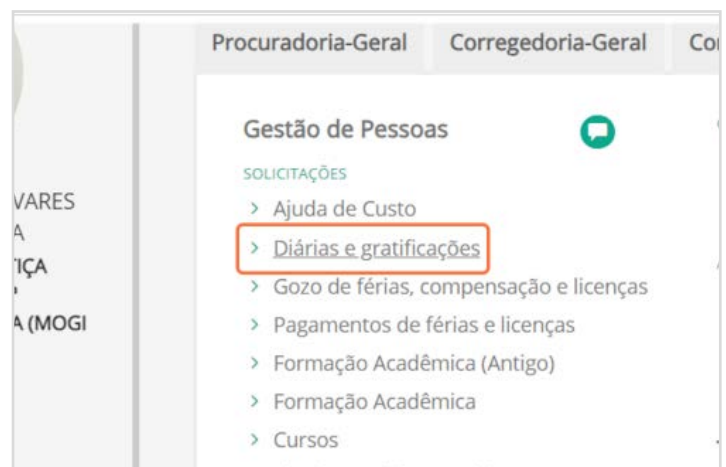 Procuradoria-Geral Corregedoria-Geral
Gestão de Pessoas
SOLICITAÇÕES
VARES
> Ajuda de Custo
A
> Diárias e gratificações
IÇA
> Gozo de férias, compensação e licenças
A (MOGI
> Pagamentos de férias e licenças
> Formação Acadêmica (Antigo)
> Formação Acadêmica
> Cursos